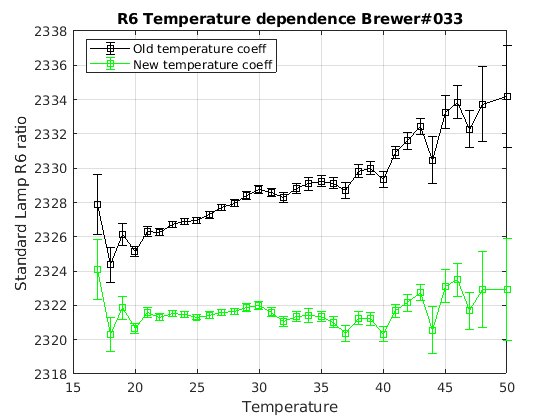 R6 Temperature dependence Brewer#033
2338
2336
2334
2332
2330
2328
2326
2324
2322
2320
2318
Standard Lamp R6 ratio
Old temperature coeff
New temperature coeff
15 20 25 30 35 40 45 50
Temperature